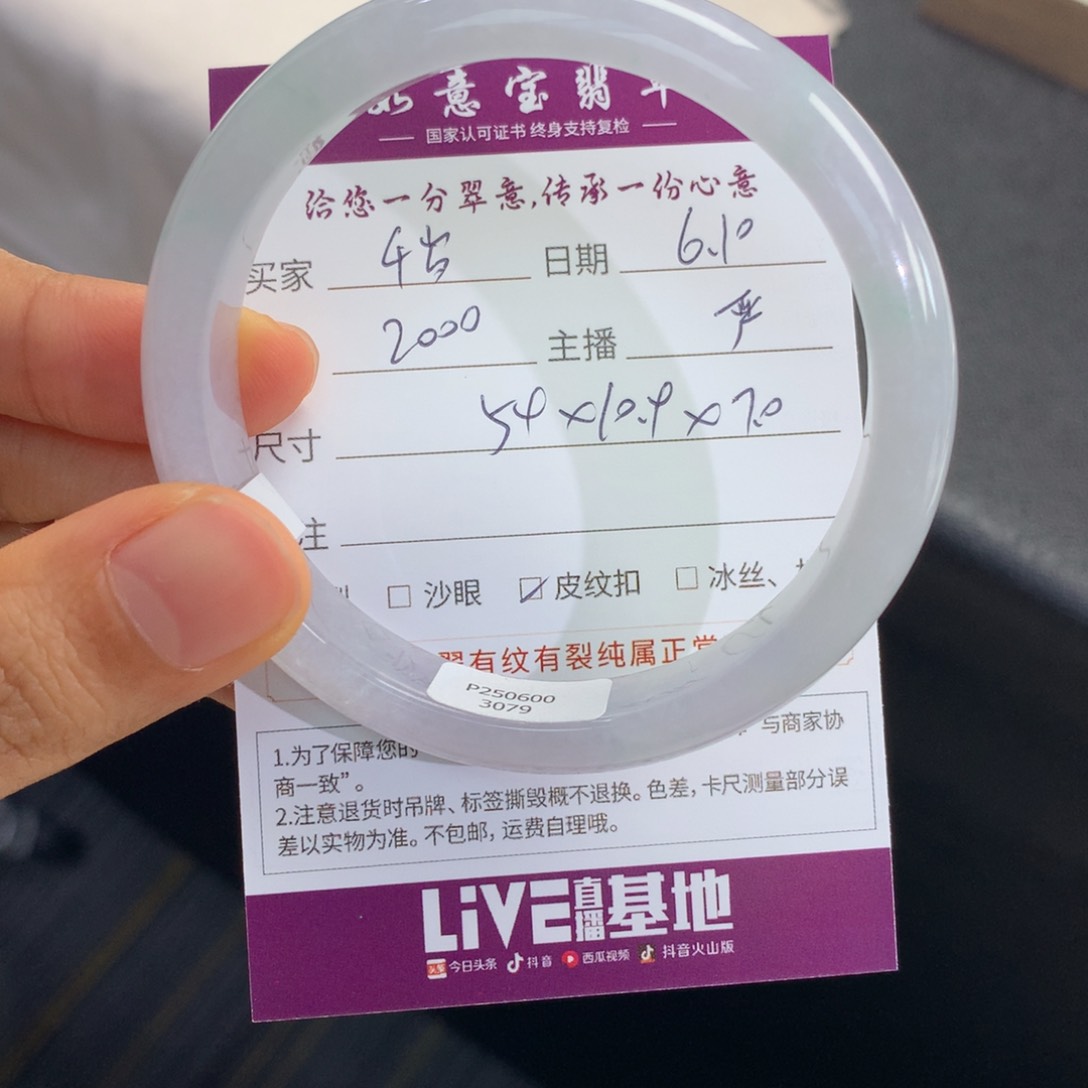 如意宝翡翠
国家认可证书 终身支持复检
给您一分翠意,传承一份心意
买家 日期 6.10
2000 主播 严
尺寸 54×10.9×7.0
注
□ 沙眼 ☑ 皮纹扣 □ 冰丝、
翠有纹有裂纯属正常
P250600
3079
1.为了保障您的 与商家协
商一致”。
2.注意退货时吊牌、标签撕毁概不退换。色差,卡尺测量部分误
差以实物为准。不包邮,运费自理哦。
LiVE直播基地
头条 今日头条 抖音 西瓜视频 抖音火山版